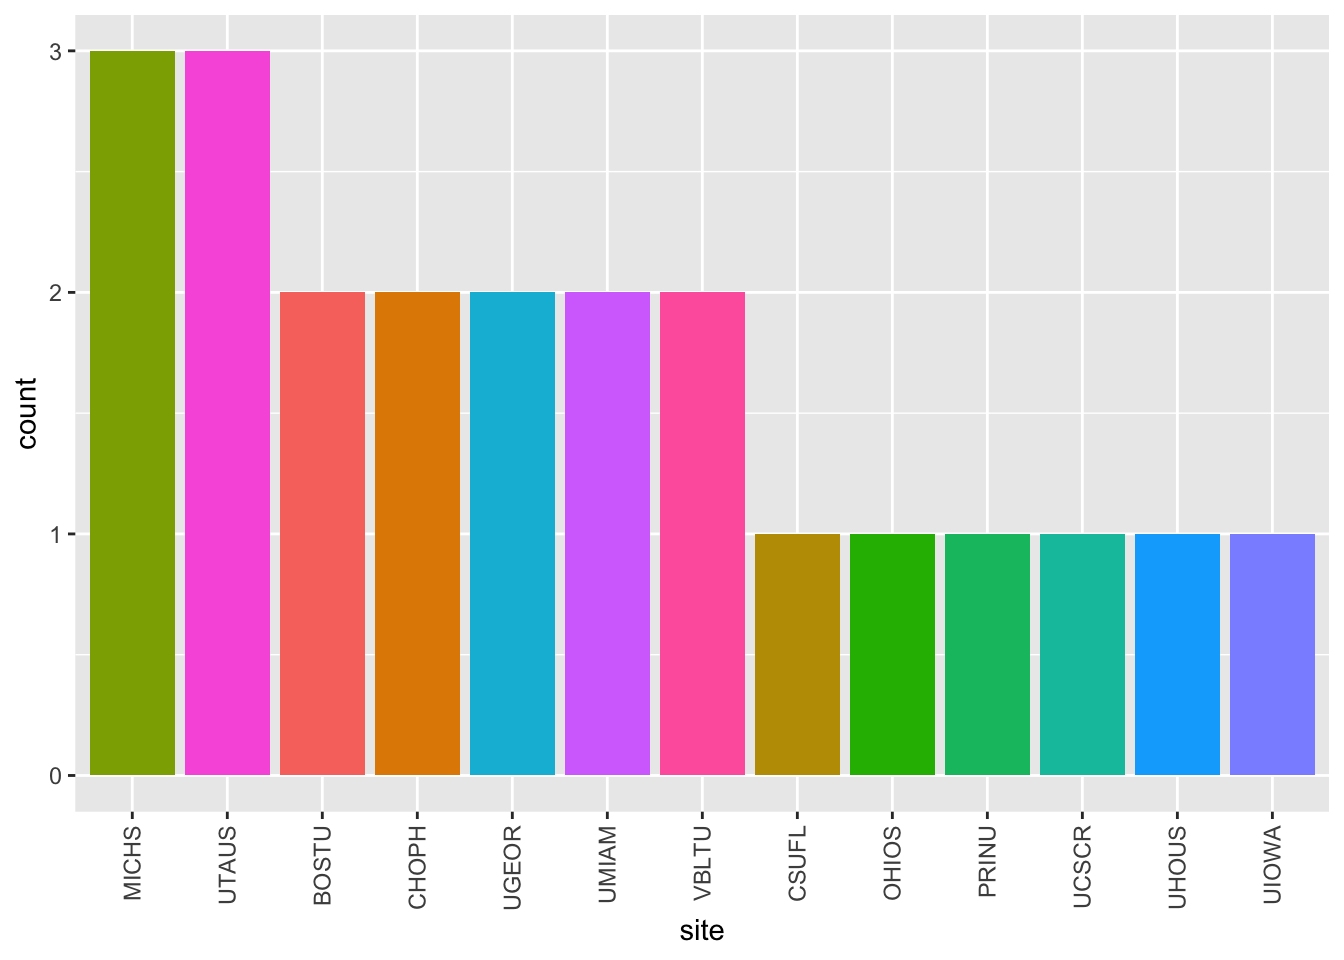 3
2
1
0
count
MICHS
UTAUS
BOSTU
CHOPH
UGEOR
UMIAM
VBLTU
CSUFL
OHIOS
PRINU
UCSCR
UHOUS
UIOWA
site